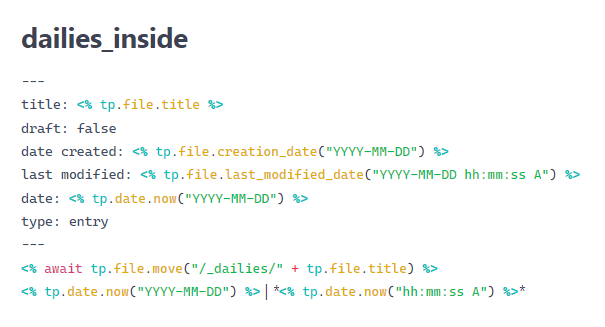 dailies_inside
---
title: <% tp.file.title %>
draft: false
date created: <% tp.file.creation_date("YYYY-MM-DD") %>
last modified: <% tp.file.last_modified_date("YYYY-MM-DD hh:mm:ss A") %>
date: <% tp.date.now("YYYY-MM-DD") %>
type: entry
---
<% await tp.file.move("/_dailies/" + tp.file.title) %>
<% tp.date.now("YYYY-MM-DD") %> | *<% tp.date.now("hh:mm:ss A") %>*